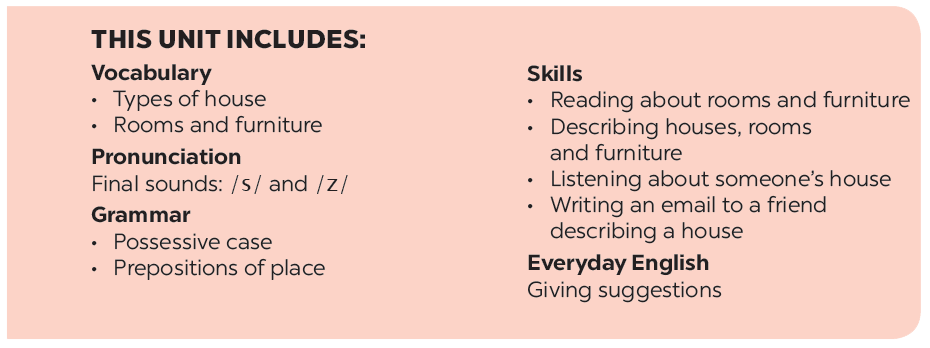 THIS UNIT INCLUDES:
Vocabulary
• Types of house
• Rooms and furniture
Pronunciation
Final sounds: /s/ and /z/
Grammar
• Possessive case
• Prepositions of place
Skills
• Reading about rooms and furniture
• Describing houses, rooms
and furniture
• Listening about someone's house
• Writing an email to a friend
describing a house
Everyday English
Giving suggestions